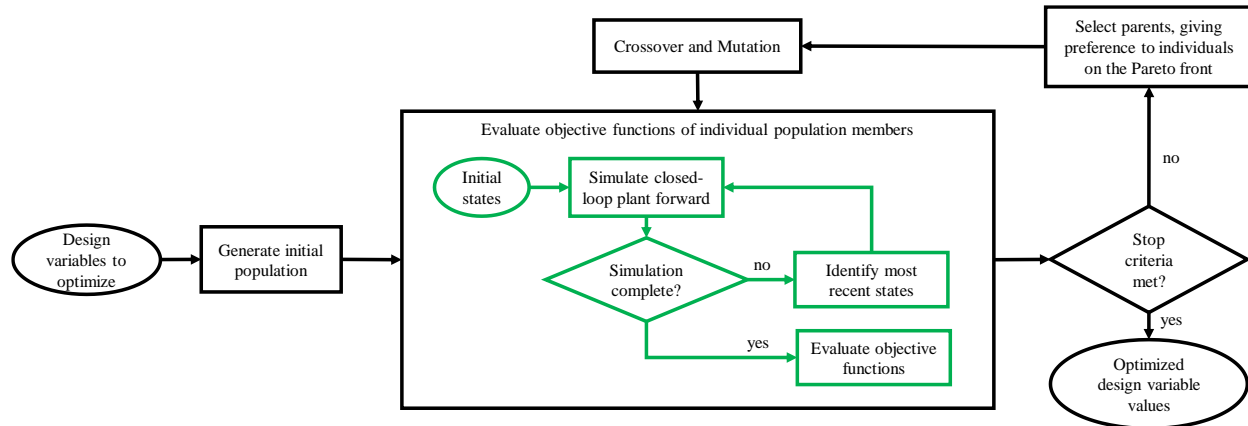 Design
variables to
optimize
Generate initial
population
Crossover and Mutation
Select parents, giving
preference to individuals
on the Pareto front
Evaluate objective functions of individual population members
Initial
states
Simulate closed-
loop plant forward
Simulation
complete?
no
Identify most
recent states
yes
Evaluate objective
functions
no
Stop
criteria
met?
yes
Optimized
design variable
values